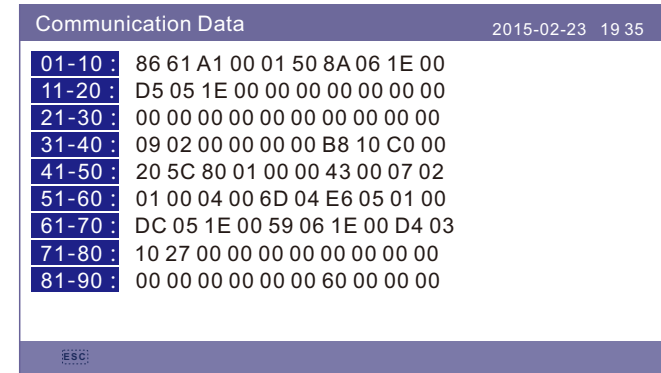 Communication Data 2015-02-23 19 35
01-10 : 86 61 A1 00 01 50 8A 06 1E 00
11-20 : D5 05 1E 00 00 00 00 00 00 00
21-30 : 00 00 00 00 00 00 00 00 00 00
31-40 : 09 02 00 00 00 00 B8 10 C0 00
41-50 : 20 5C 80 01 00 00 43 00 07 02
51-60 : 01 00 04 00 6D 04 E6 05 01 00
61-70 : DC 05 1E 00 59 06 1E 00 D4 03
71-80 : 10 27 00 00 00 00 00 00 00 00
81-90 : 00 00 00 00 00 00 60 00 00 00
ESC